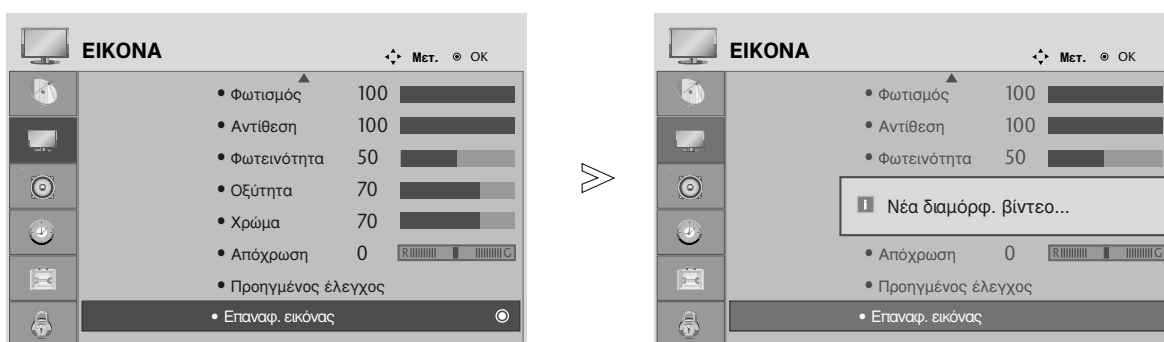 ΕΙΚΟΝΑ
Μετ. OK
• Φωτισμός 100
• Αντίθεση 100
• Φωτεινότητα 50
• Οξύτητα 70
• Χρώμα 70
• Απόχρωση 0 R G
• Προηγμένος έλεγχος
• Επαναφ. εικόνας
ΕΙΚΟΝΑ
Μετ. OK
• Φωτισμός 100
• Αντίθεση 100
• Φωτεινότητα 50
i Νέα διαμόρφ. βίντεο...
• Απόχρωση 0 R G
• Προηγμένος έλεγχος
• Επαναφ. εικόνας